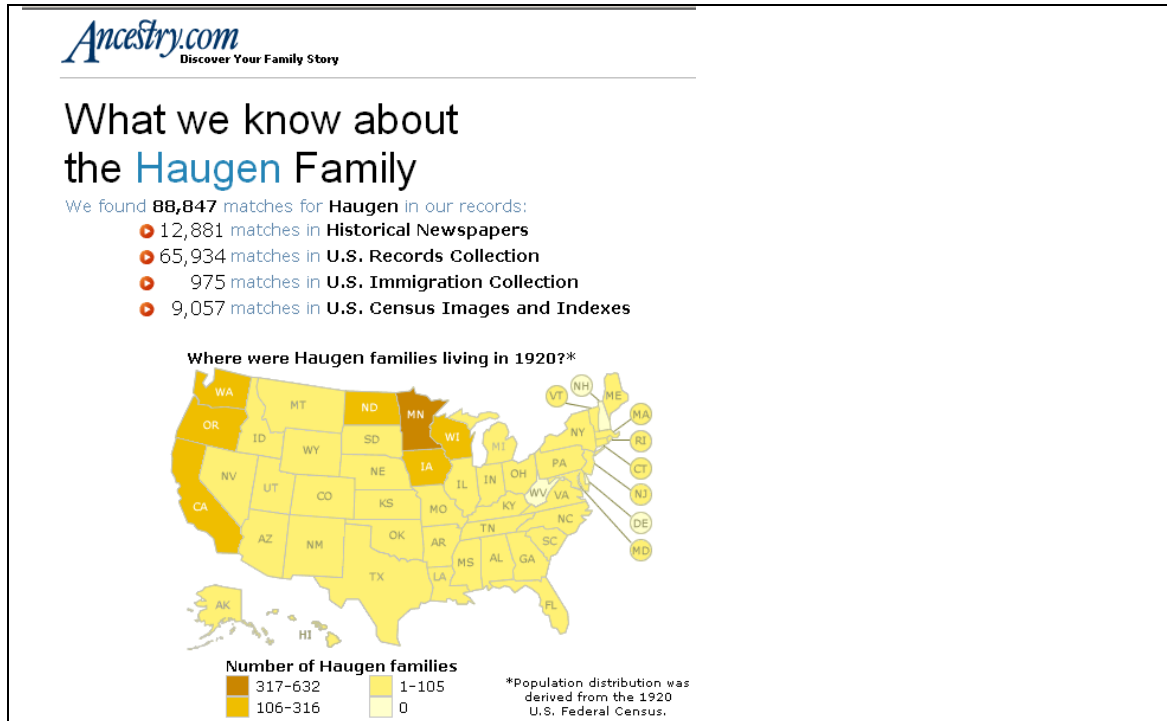 Ancestry.com
Discover Your Family Story
What we know about
the Haugen Family
We found 88,847 matches for Haugen in our records:
12,881 matches in Historical Newspapers
65,934 matches in U.S. Records Collection
975 matches in U.S. Immigration Collection
9,057 matches in U.S. Census Images and Indexes
Where were Haugen families living in 1920?*
WA
MT
ND
MN
VT
NH
ME
OR
ID
WY
SD
WI
MI
NY
MA
RI
NV
UT
CO
NE
IA
IL
IN
OH
PA
CT
NJ
CA
KS
MO
KY
WV
VA
DE
AZ
NM
OK
AR
TN
NC
SC
MD
TX
LA
MS
AL
GA
FL
AK
HI
Number of Haugen families
317-632
1-105
106-316
0
*Population distribution was
derived from the 1920
U.S. Federal Census.